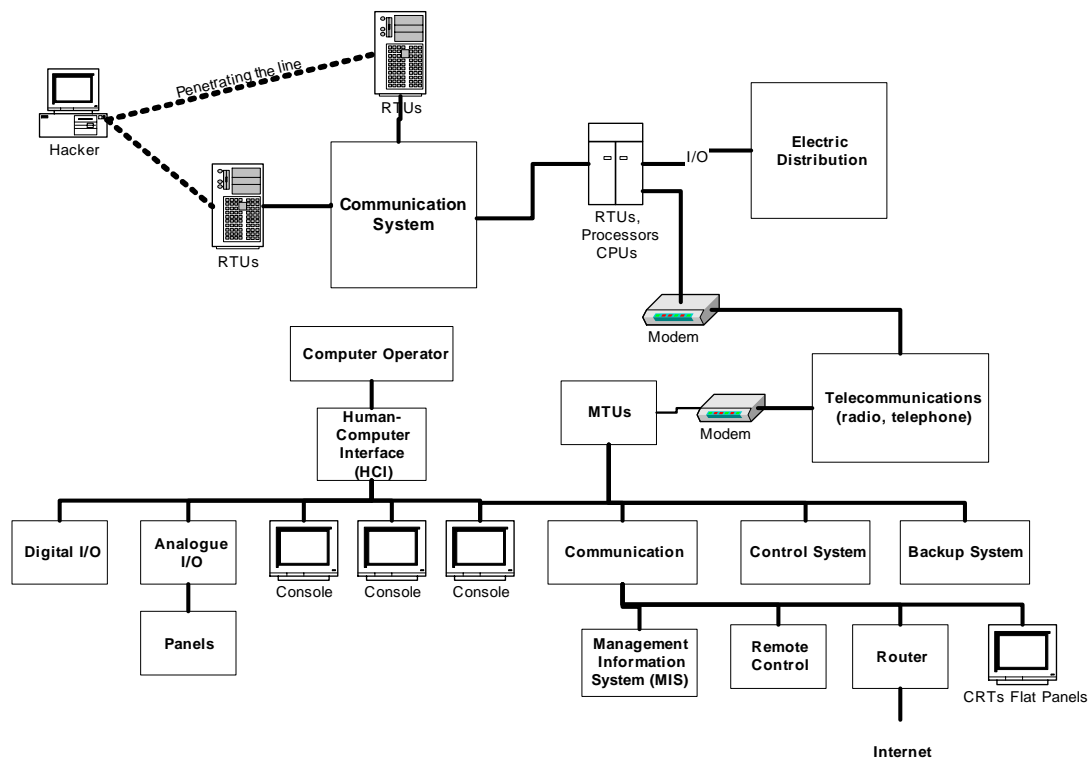 Penetrating the line
RTUs
Hacker
RTUs
Communication
System
RTUs,
Processors
CPUs
I/O
Electric
Distribution
Modem
Telecommunications
(radio, telephone)
Modem
MTUs
Computer Operator
Human-
Computer
Interface
(HCI)
Digital I/O
Analogue
I/O
Console
Console
Console
Communication
Control System
Backup System
Panels
Management
Information
System (MIS)
Remote
Control
Router
CRTs Flat Panels
Internet